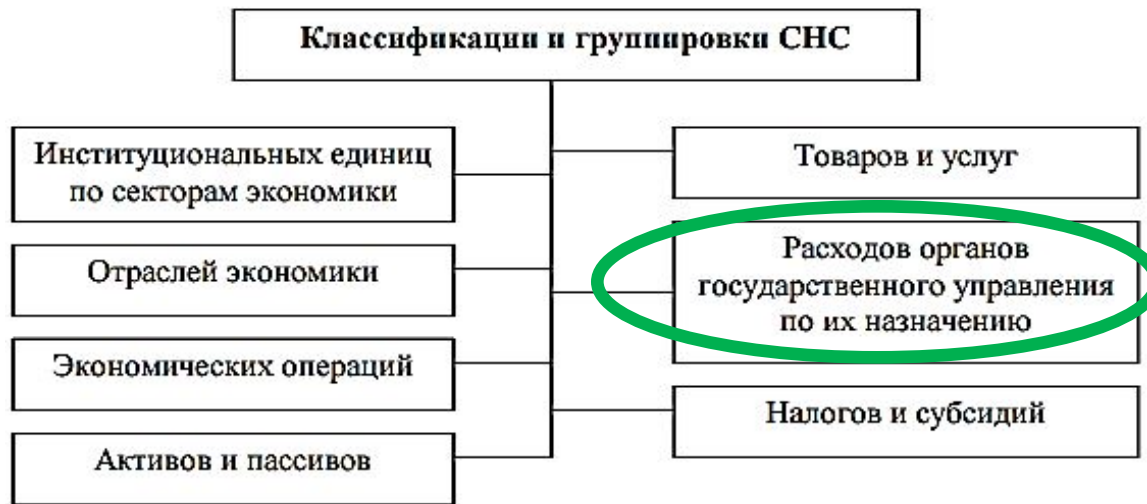 Классификации и группировки СНС
Институциональных единиц
по секторам экономики
Отраслей экономики
Экономических операций
Активов и пассивов
Товаров и услуг
Расходов органов
государственного управления
по их назначению
Налогов и субсидий